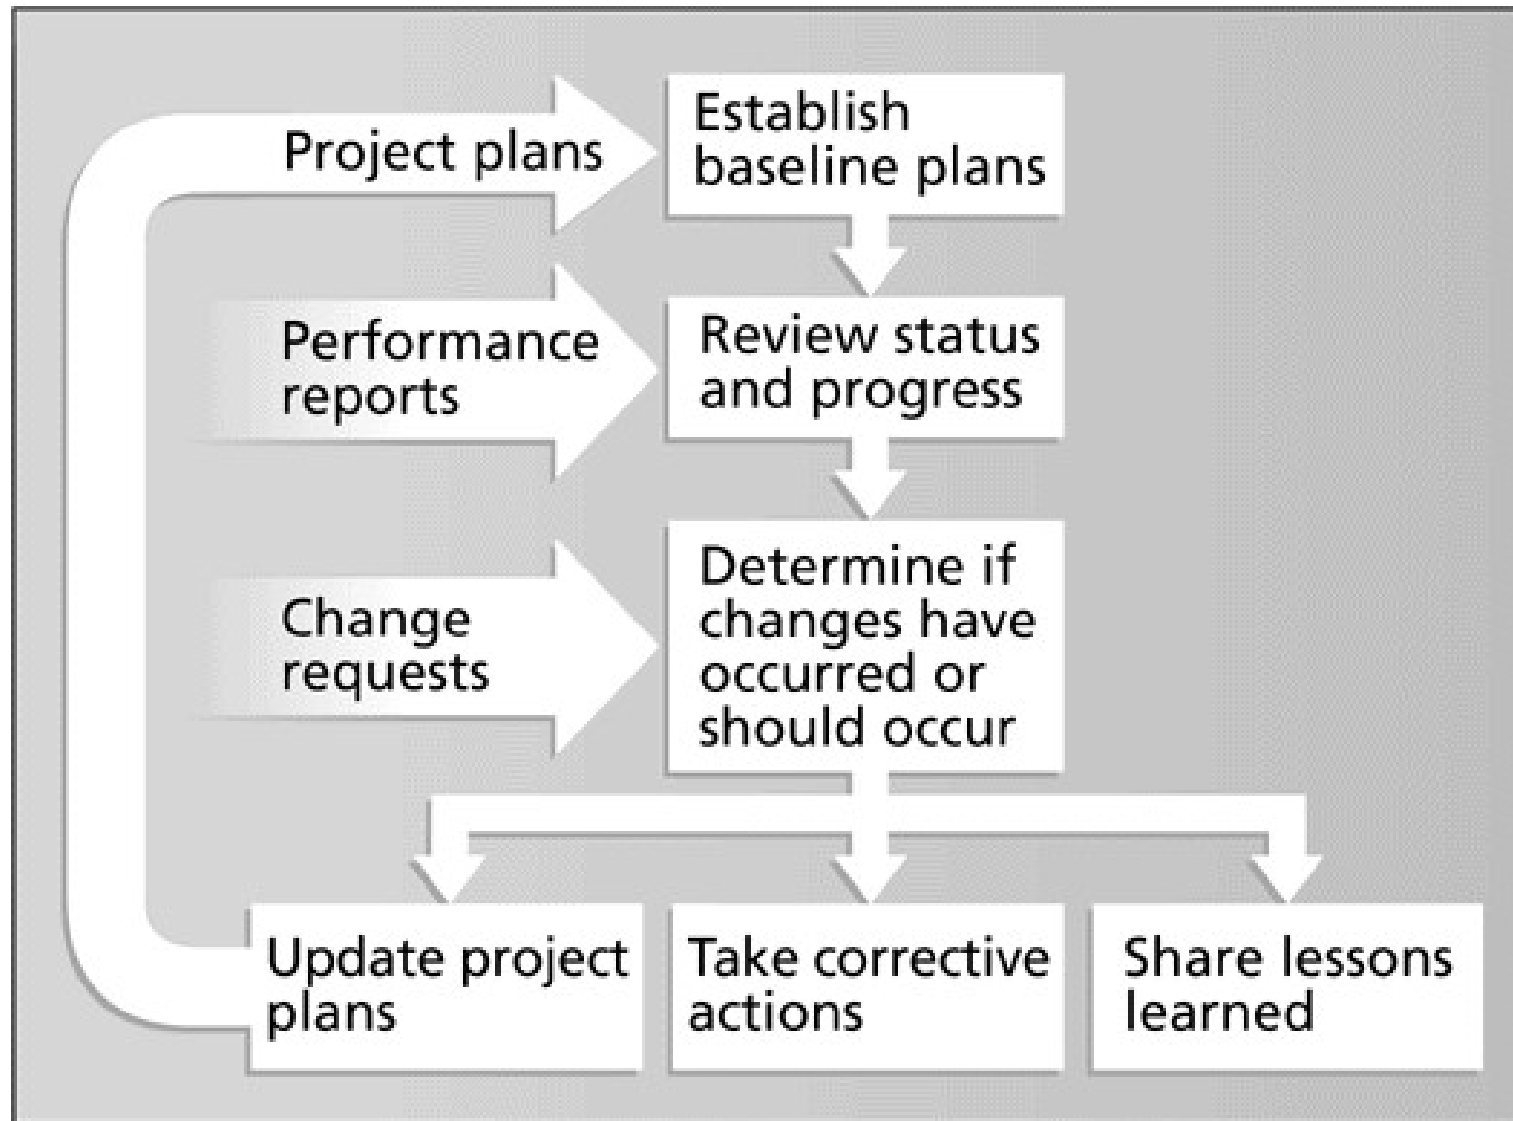 Project plans
Establish
baseline plans
Performance
reports
Review status
and progress
Change
requests
Determine if
changes have
occurred or
should occur
Update project
plans
Take corrective
actions
Share lessons
learned